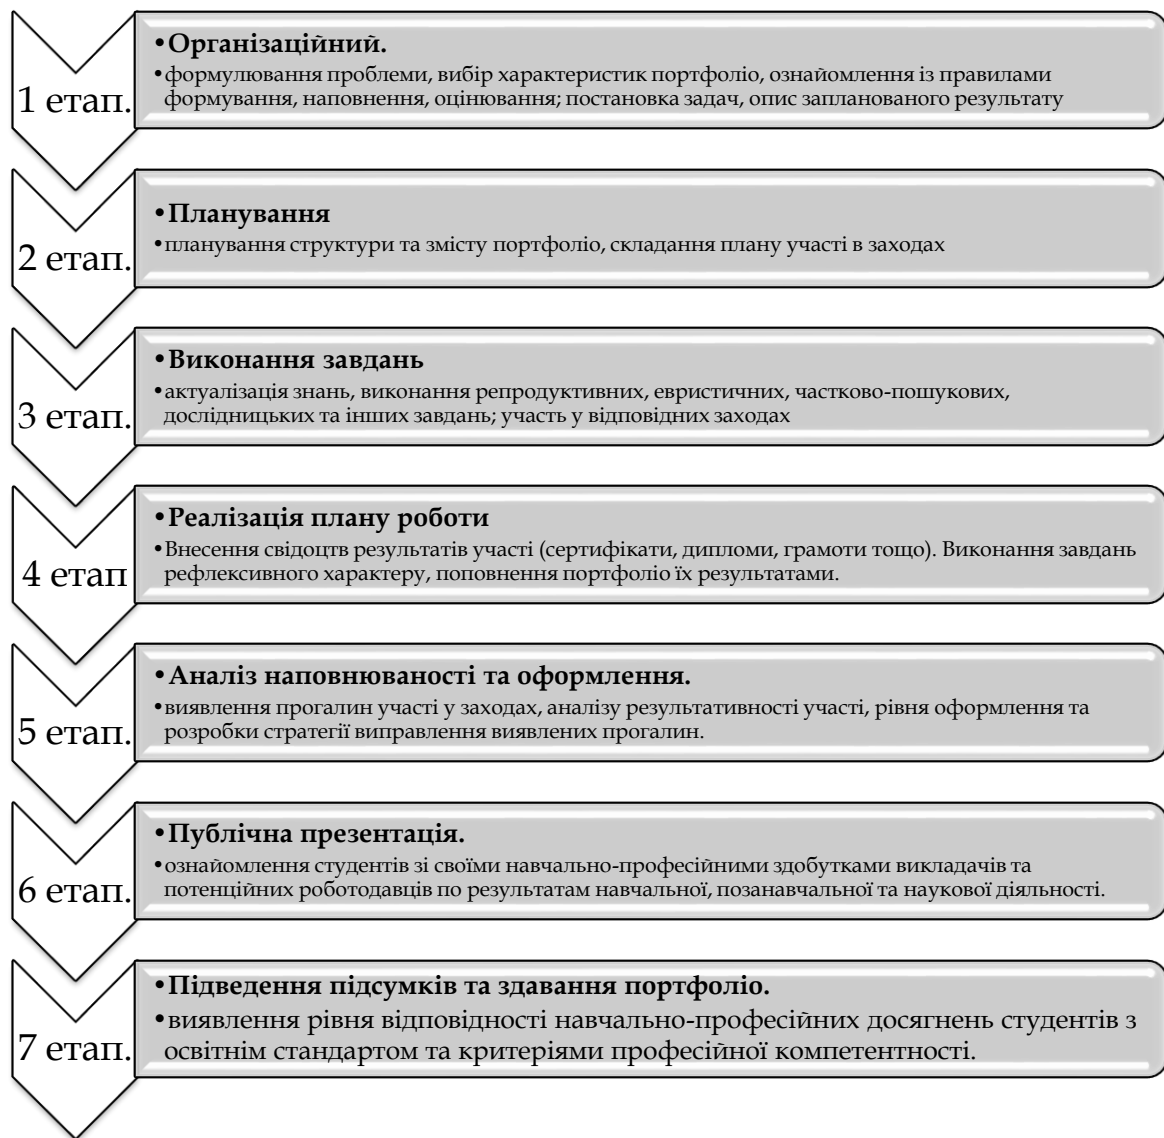 1 етап.
•Організаційний.
•формулювання проблеми, вибір характеристик портфоліо, ознайомлення із правилами
формування, наповнення, оцінювання; постановка задач, опис запланованого результату
2 етап.
•Планування
•планування структури та змісту портфоліо, складання плану участі в заходах
3 етап.
•Виконання завдань
•актуалізація знань, виконання репродуктивних, евристичних, частково-пошукових,
дослідницьких та інших завдань; участь у відповідних заходах
4 етап
•Реалізація плану роботи
•Внесення свідоцтв результатів участі (сертифікати, дипломи, грамоти тощо). Виконання завдань
рефлексивного характеру, поповнення портфоліо їх результатами.
5 етап.
•Аналіз наповнюваності та оформлення.
•виявлення прогалин участі у заходах, аналізу результативності участі, рівня оформлення та
розробки стратегії виправлення виявлених прогалин.
6 етап.
•Публічна презентація.
•ознайомлення студентів зі своїми навчально-професійними здобутками викладачів та
потенційних роботодавців по результатам навчальної, позанавчальної та наукової діяльності.
7 етап.
•Підведення підсумків та здавання портфоліо.
•виявлення рівня відповідності навчально-професійних досягнень студентів з
освітнім стандартом та критеріями професійної компетентності.